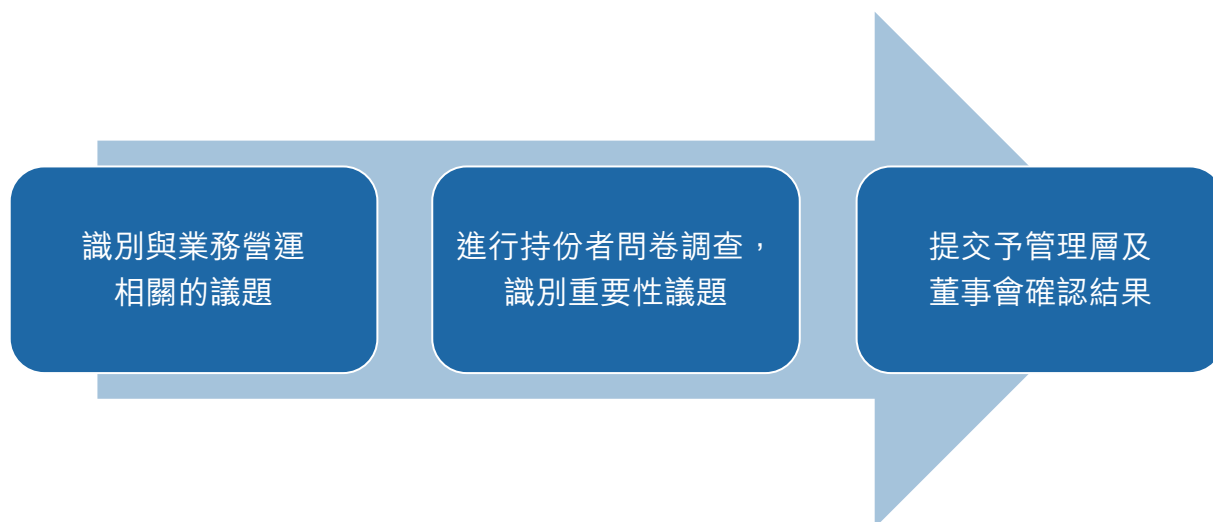 識別與業務營運
相關的議題
進行持份者問卷調查，
識別重要性議題
提交予管理層及
董事會確認結果